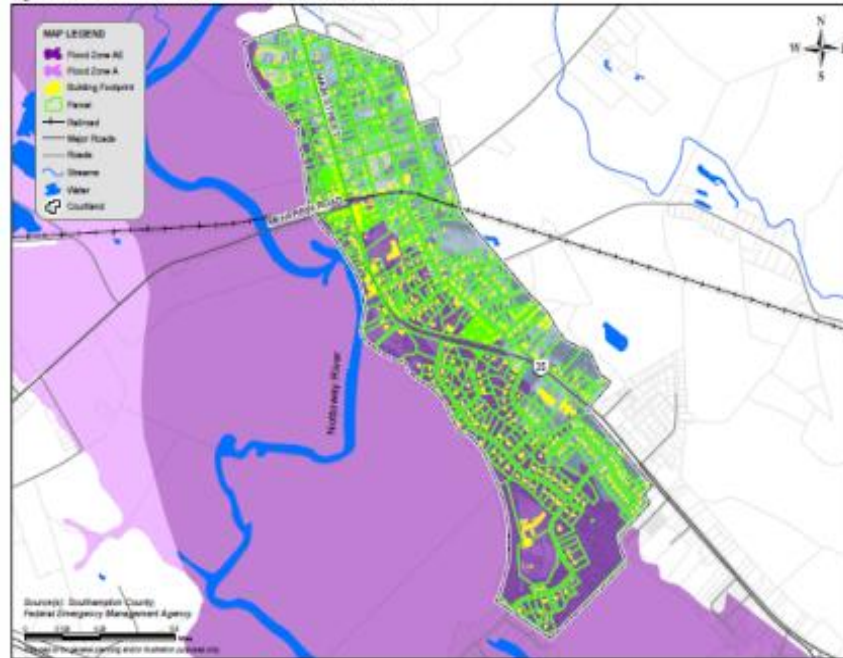 MAP LEGEND
Flood Zone AE
Flood Zone A
Building Footprint
Parcel
Railroad
Major Roads
Roads
Streams
Water
Courtland
N
W
S
MAIN STREET
35
Nottoway River
Source(s): Southampton County;
Federal Emergency Management Agency